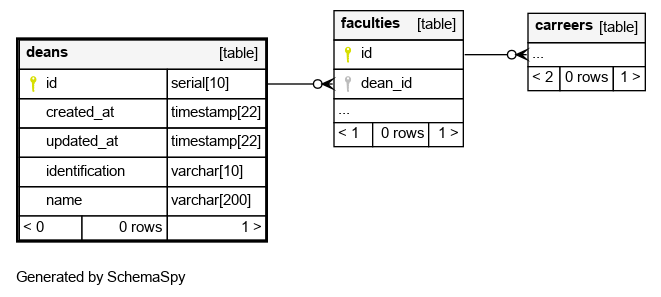 deans [table]
id serial[10]
created_at timestamp[22]
updated_at timestamp[22]
identification varchar[10]
name varchar[200]
< 0 0 rows 1 >
faculties [table]
id
dean_id
...
< 1 0 rows 1 >
carreers [table]
...
< 2 0 rows 1 >
Generated by SchemaSpy